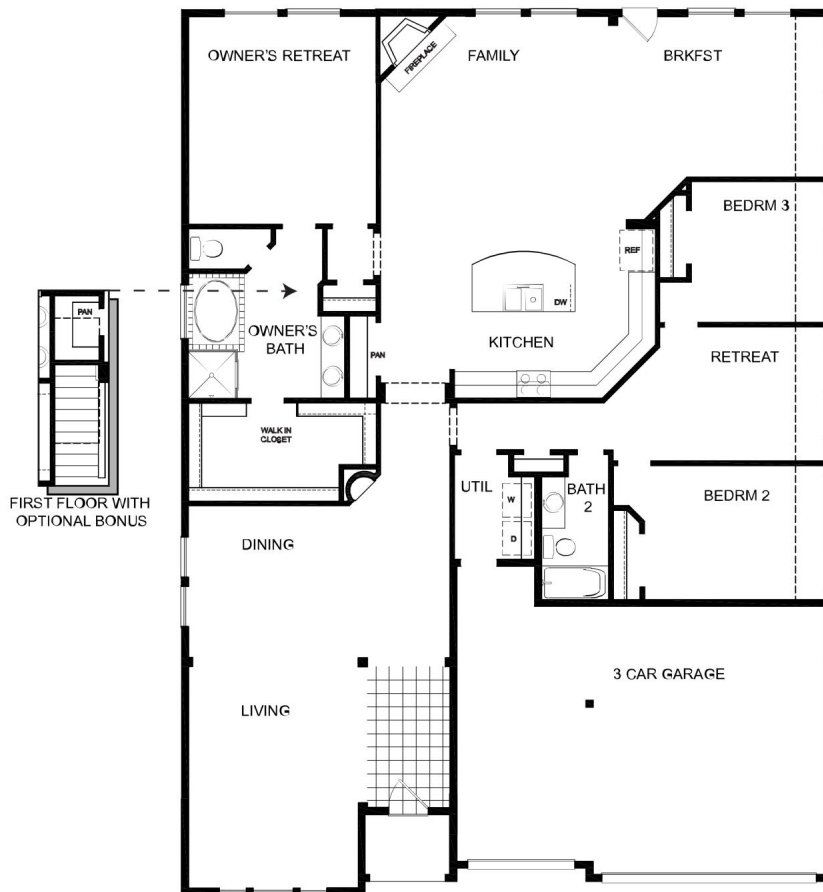 OWNER'S RETREAT
FIREPLACE
FAMILY
BRKFST
BEDRM 3
REF
DW
PAN
OWNER'S
BATH
KITCHEN
PAN
RETREAT
WALK IN
CLOSET
FIRST FLOOR WITH
OPTIONAL BONUS
UTIL
W
D
BATH
2
BEDRM 2
DINING
LIVING
3 CAR GARAGE